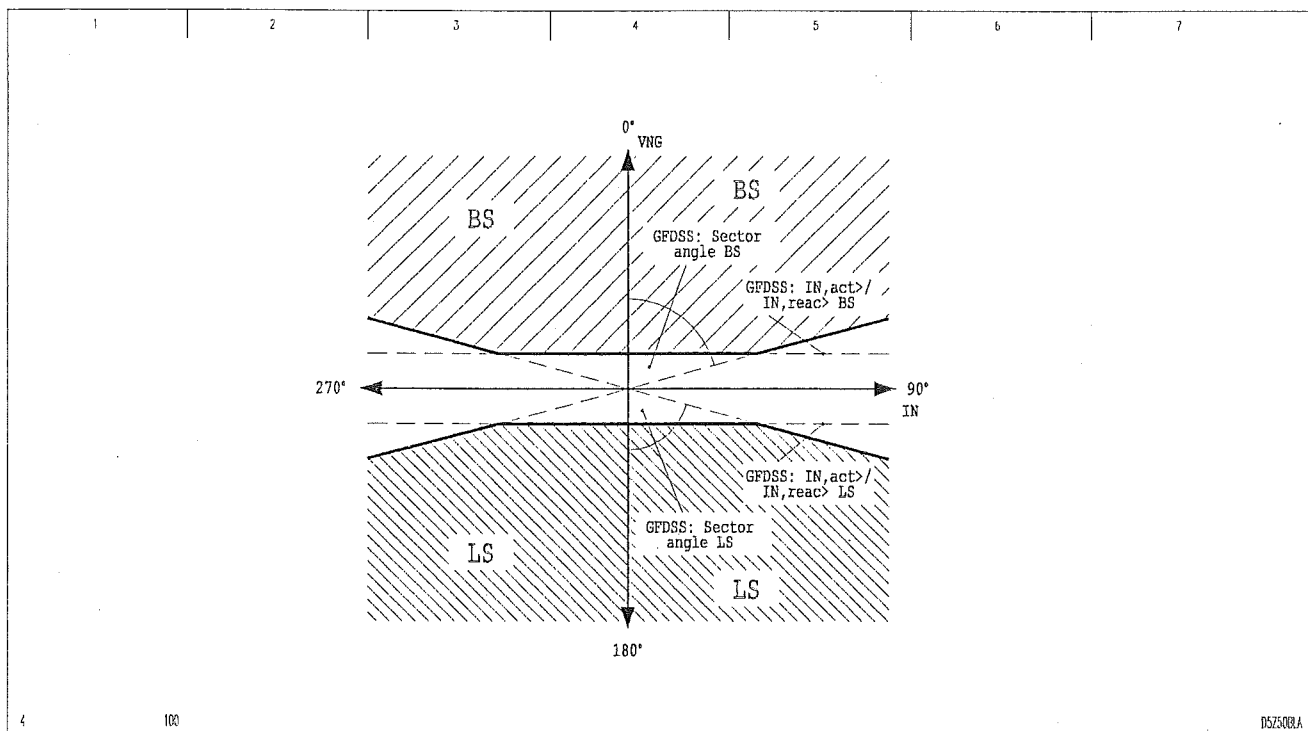 1 2 3 4 5 6 7
0°
VNG
BS
BS
GFDSS: Sector
angle BS
GFDSS: IN,act>/
IN,reac> BS
270°
90°
IN
GFDSS: IN,act>/
IN,reac> LS
GFDSS: Sector
angle LS
LS
LS
180°
4 100 D5Z50BLA